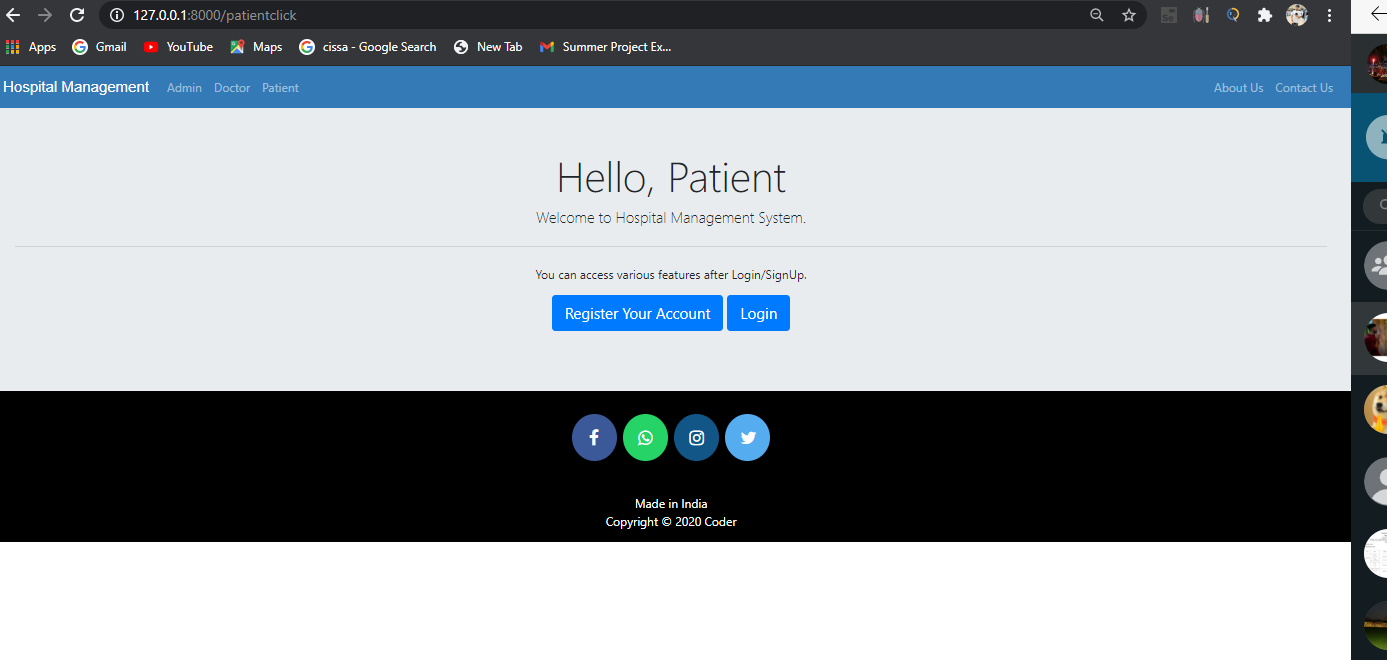 127.0.0.1:8000/patientclick
Apps Gmail YouTube Maps cissa - Google Search New Tab Summer Project Ex...
Hospital Management Admin Doctor Patient About Us Contact Us
Hello, Patient
Welcome to Hospital Management System.
You can access various features after Login/SignUp.
Register Your Account Login
Made in India
Copyright © 2020 Coder